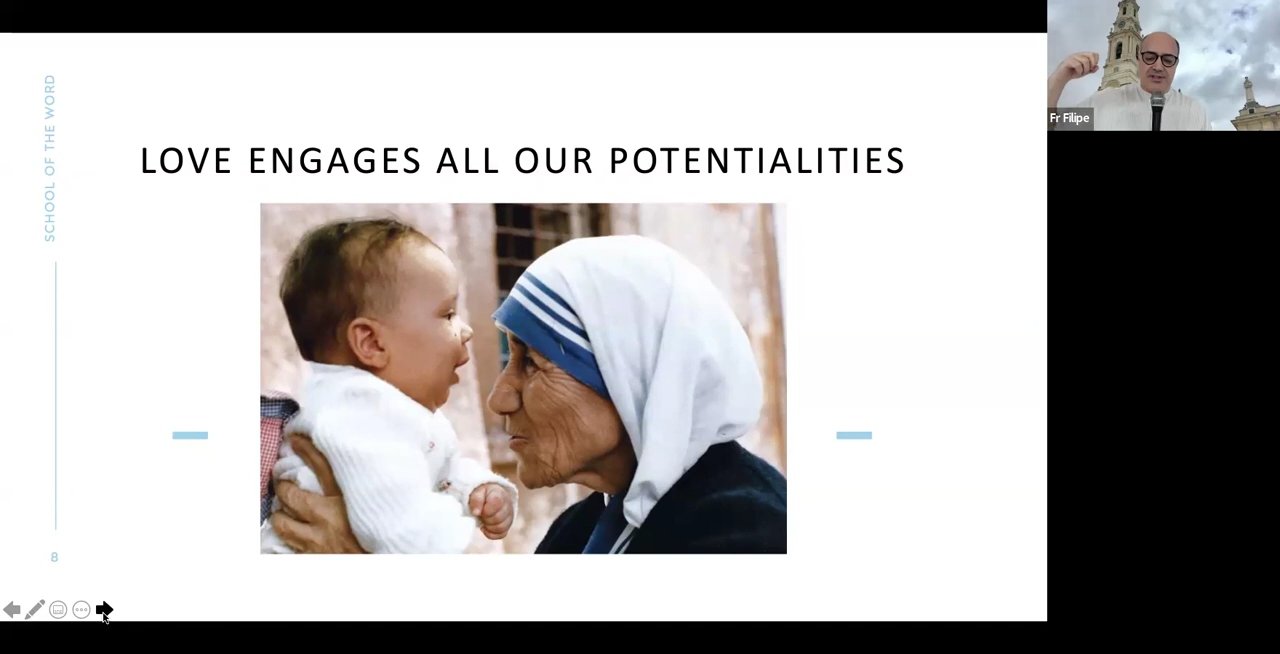 SCHOOL OF THE WORD
LOVE ENGAGES ALL OUR POTENTIALITIES
8
Fr Filipe